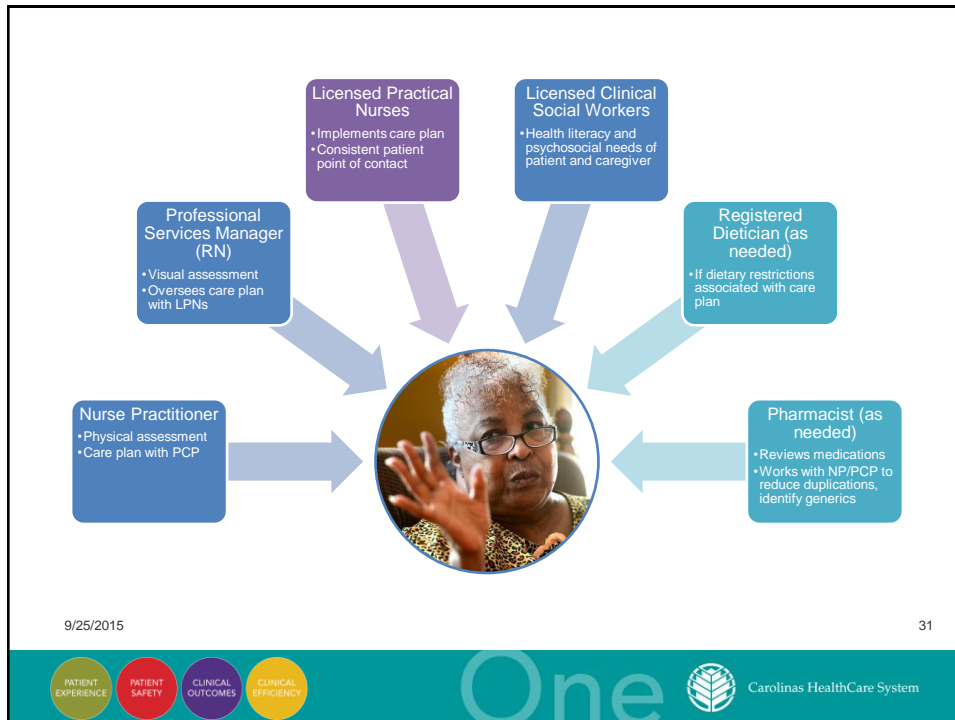 Licensed Practical
Nurses
•Implements care plan
•Consistent patient
point of contact
Licensed Clinical
Social Workers
•Health literacy and
psychosocial needs of
patient and caregiver
Professional
Services Manager
(RN)
•Visual assessment
•Oversees care plan
with LPNs
Registered
Dietician (as
needed)
•If dietary restrictions
associated with care
plan
Nurse Practitioner
•Physical assessment
•Care plan with PCP
Pharmacist (as
needed)
•Reviews medications
•Works with NP/PCP to
reduce duplications,
identify generics
9/25/2015
31
PATIENT
EXPERIENCE
PATIENT
SAFETY
CLINICAL
OUTCOMES
CLINICAL
EFFICIENCY
One
Carolinas HealthCare System